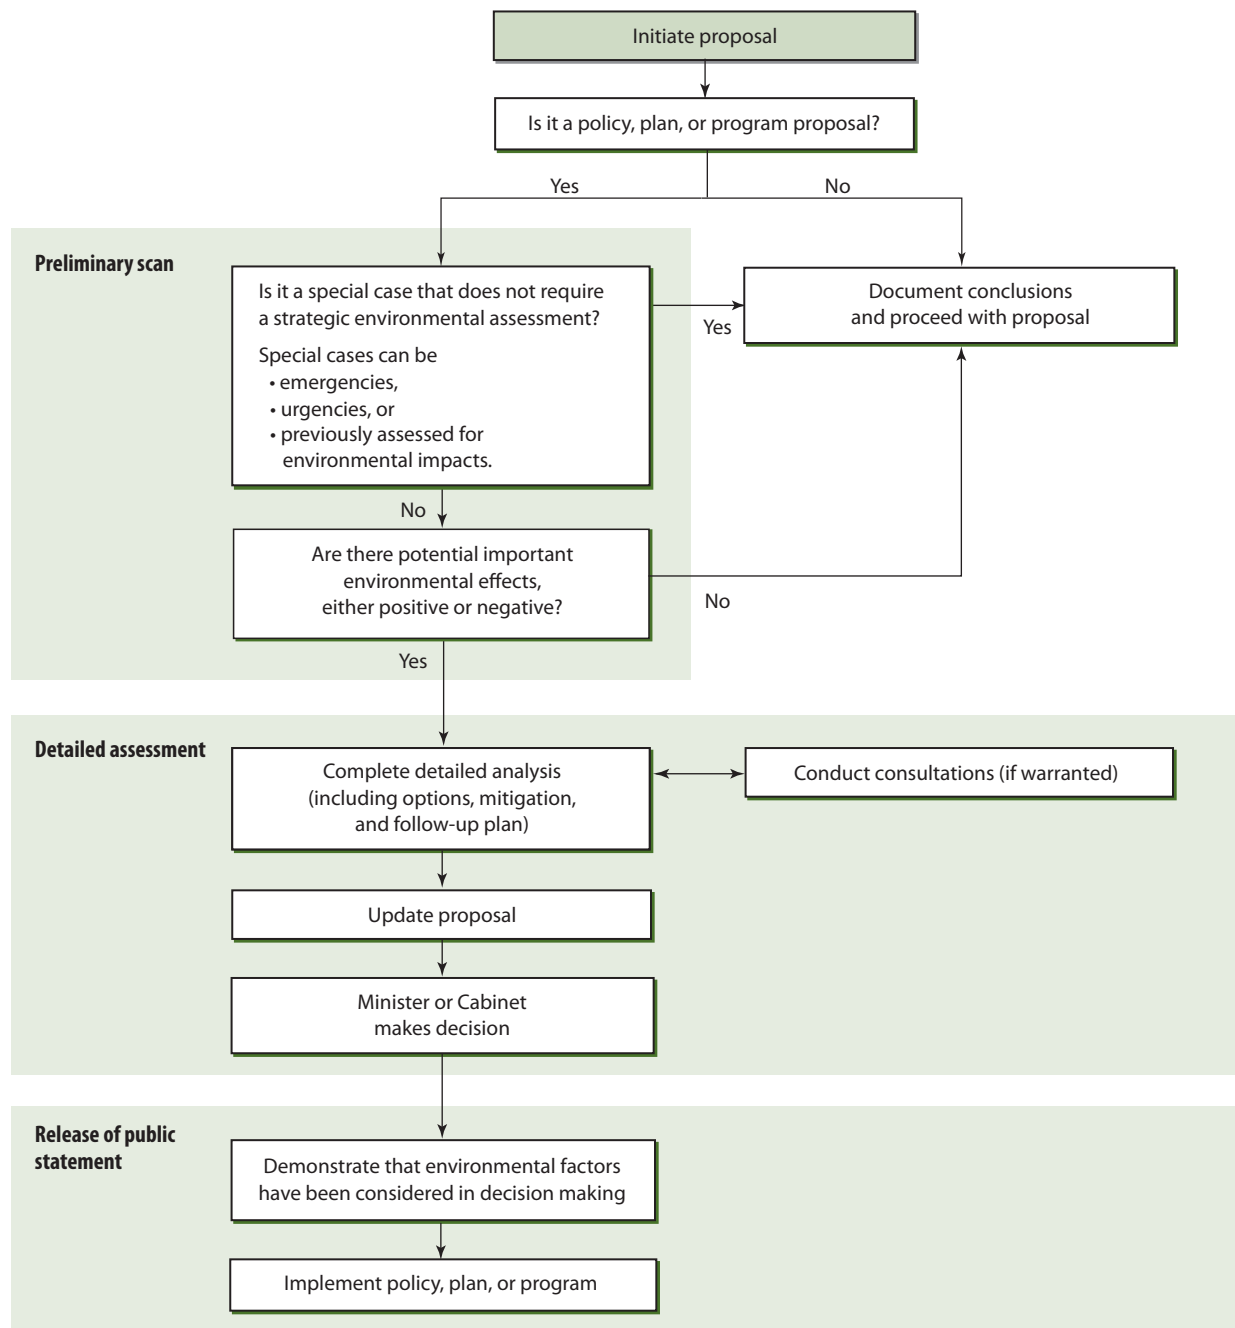 Initiate proposal
Is it a policy, plan, or program proposal?
Yes
No
Preliminary scan
Is it a special case that does not require
a strategic environmental assessment?
Special cases can be
• emergencies,
• urgencies, or
• previously assessed for
environmental impacts.
Yes
Document conclusions
and proceed with proposal
No
Are there potential important
environmental effects,
either positive or negative?
No
Yes
Detailed assessment
Complete detailed analysis
(including options, mitigation,
and follow-up plan)
Conduct consultations (if warranted)
Update proposal
Minister or Cabinet
makes decision
Release of public
statement
Demonstrate that environmental factors
have been considered in decision making
Implement policy, plan, or program